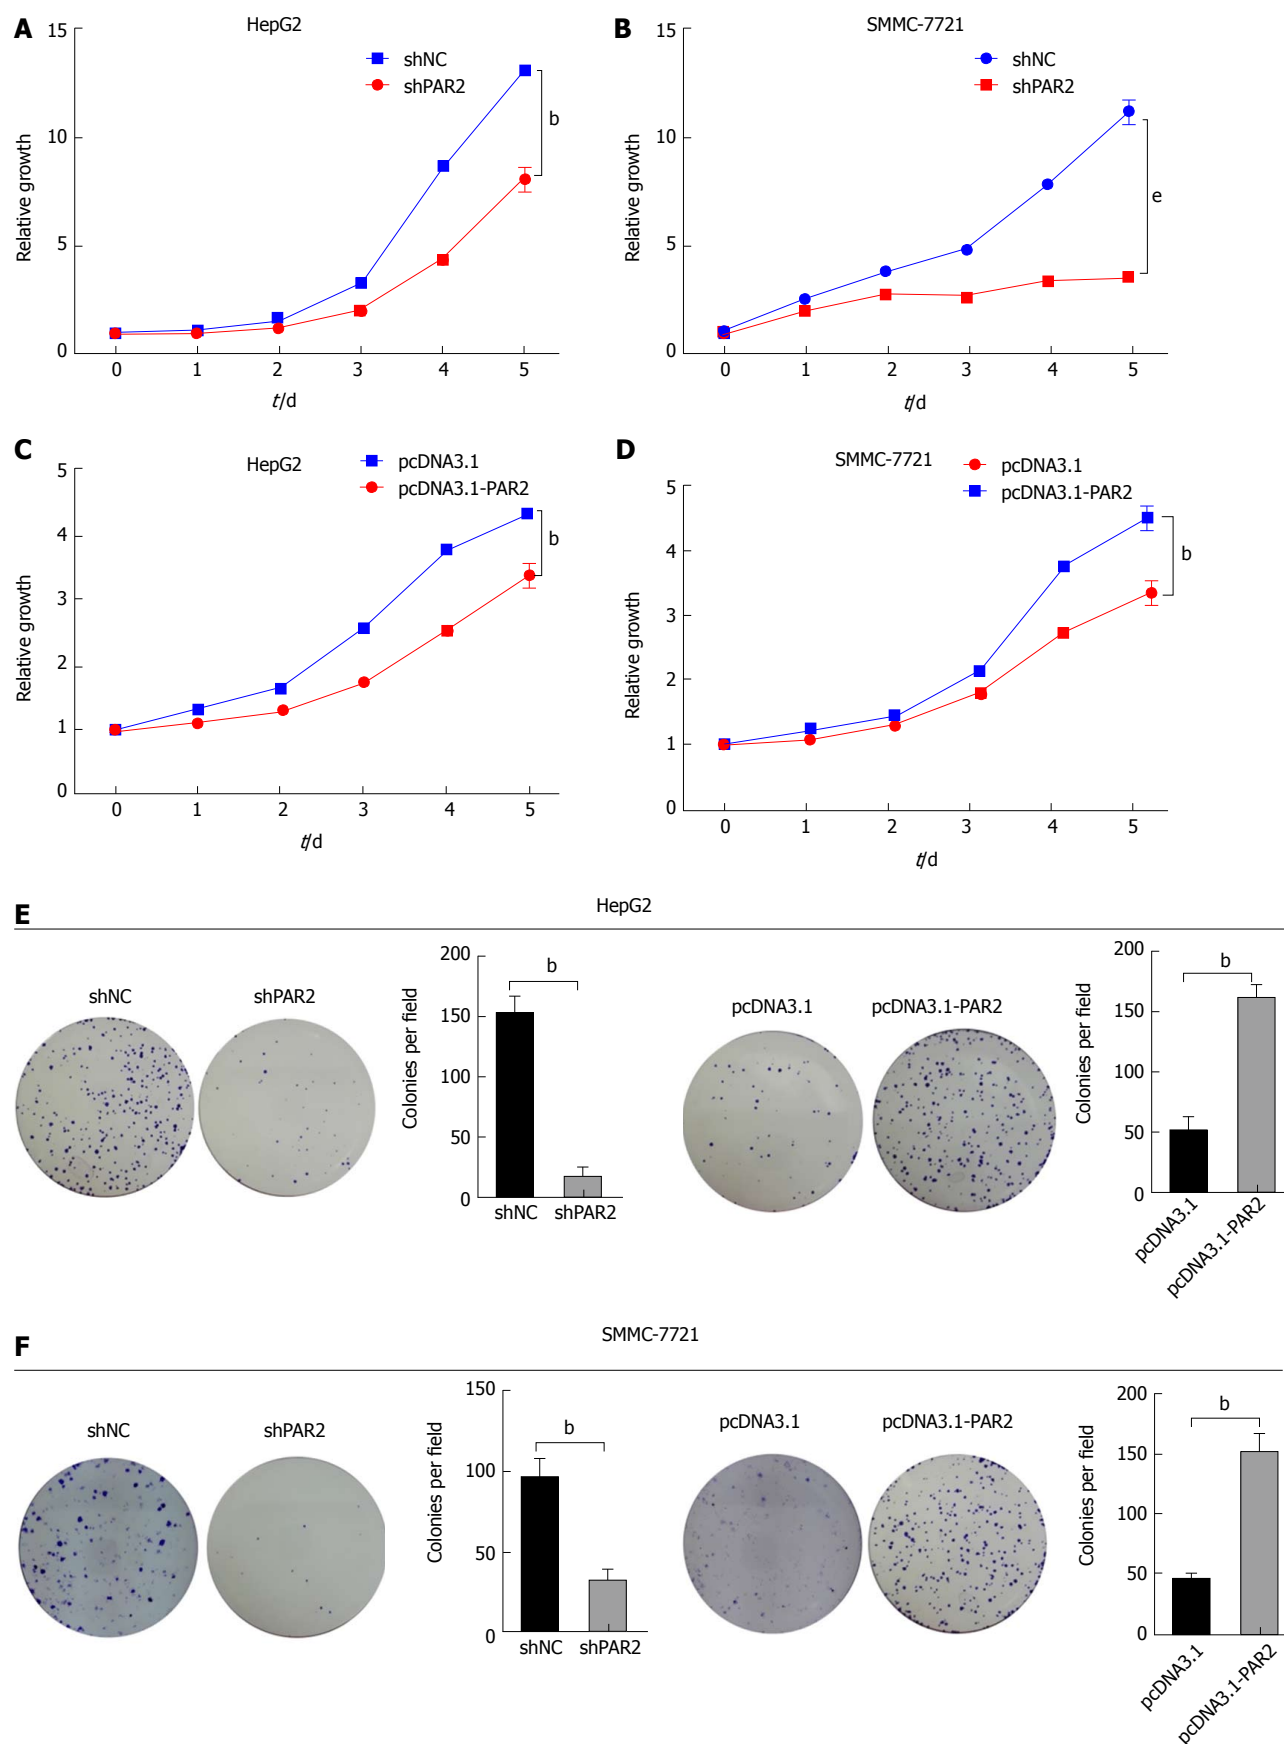 A
HepG2
shNC
shPAR2
15
10
5
0
Relative growth
b
0 1 2 3 4 5
t/d
B
SMMC-7721
shNC
shPAR2
15
10
5
0
Relative growth
e
0 1 2 3 4 5
t/d
C
HepG2
pcDNA3.1
pcDNA3.1-PAR2
5
4
3
2
1
0
Relative growth
b
0 1 2 3 4 5
t/d
D
SMMC-7721
pcDNA3.1
pcDNA3.1-PAR2
5
4
3
2
1
0
Relative growth
b
0 1 2 3 4 5
t/d
E
HepG2
shNC
shPAR2
200
150
100
50
0
Colonies per field
b
shNC shPAR2
pcDNA3.1
pcDNA3.1-PAR2
200
150
100
50
0
Colonies per field
b
pcDNA3.1
pcDNA3.1-PAR2
F
SMMC-7721
shNC
shPAR2
150
100
50
0
Colonies per field
b
shNC shPAR2
pcDNA3.1
pcDNA3.1-PAR2
200
150
100
50
0
Colonies per field
b
pcDNA3.1
pcDNA3.1-PAR2